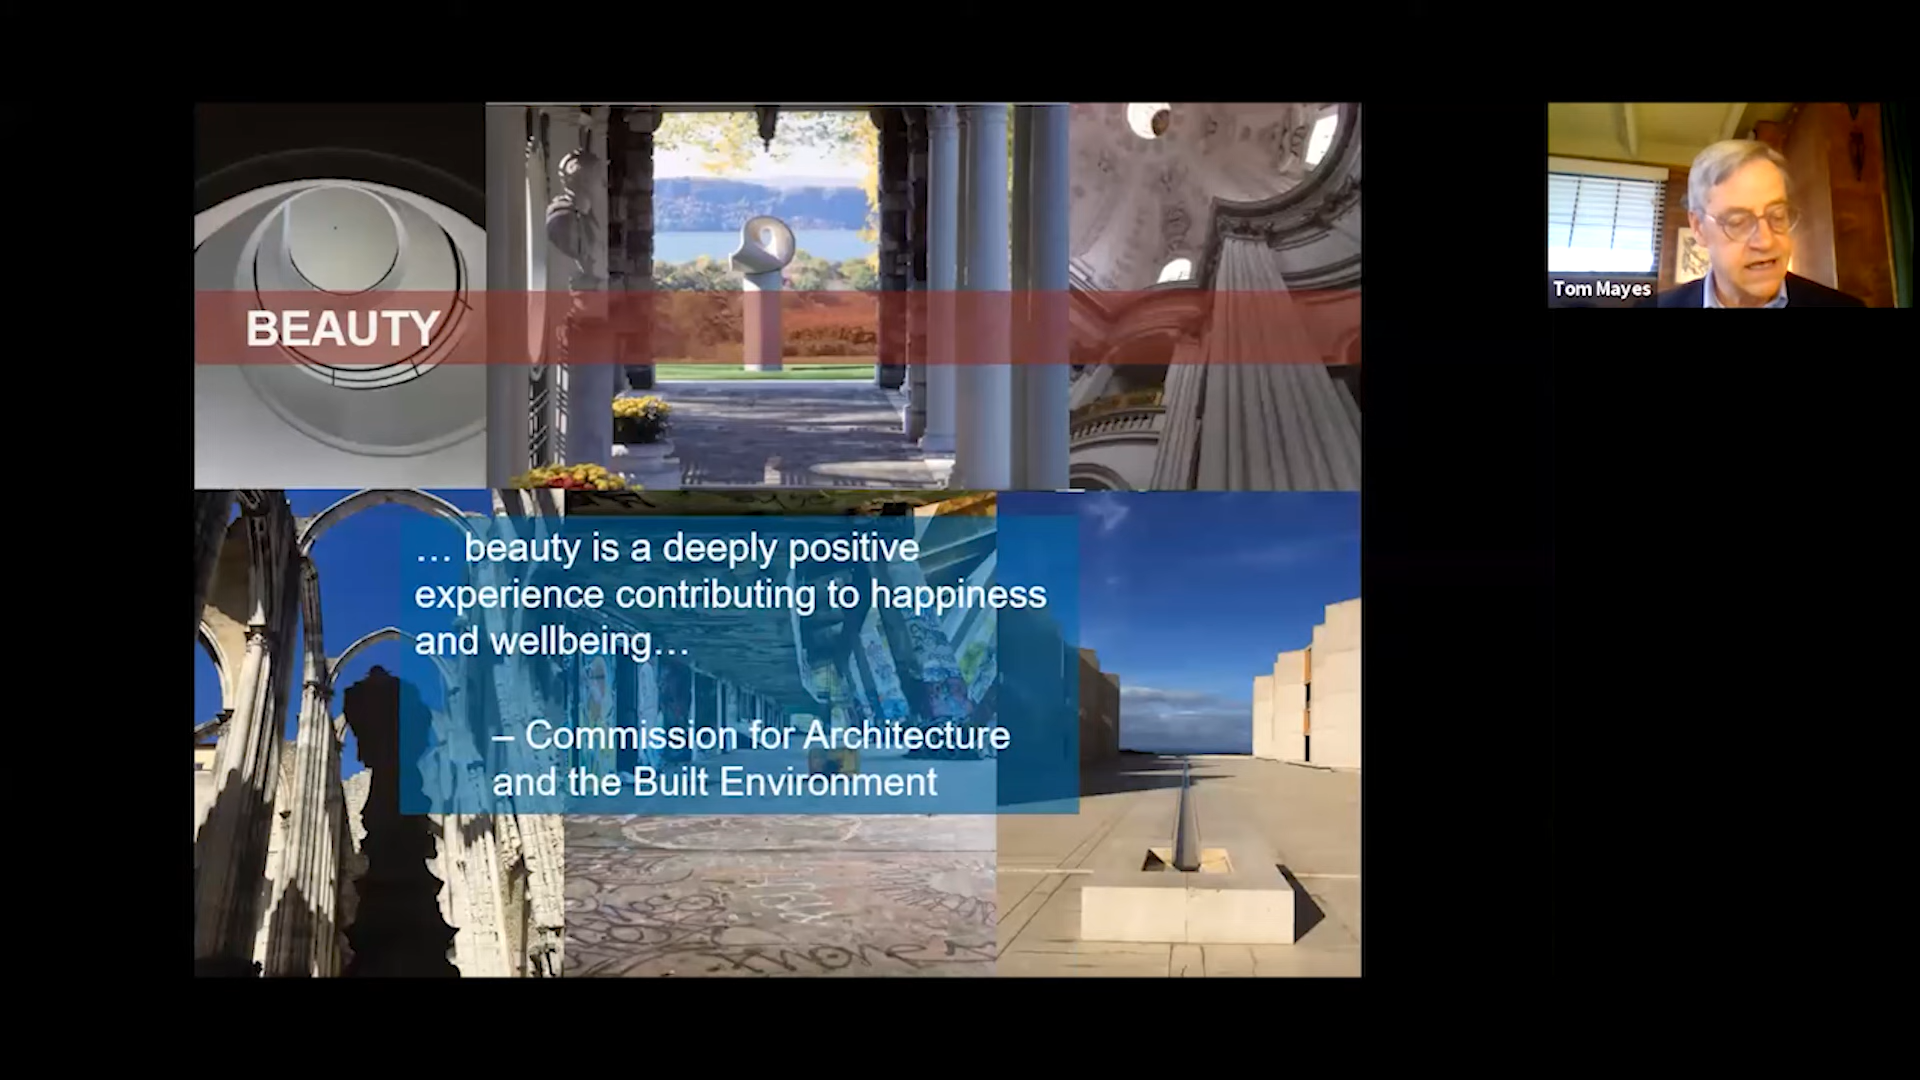 BEAUTY
Tom Mayes
… beauty is a deeply positive
experience contributing to happiness
and wellbeing…
– Commission for Architecture
and the Built Environment